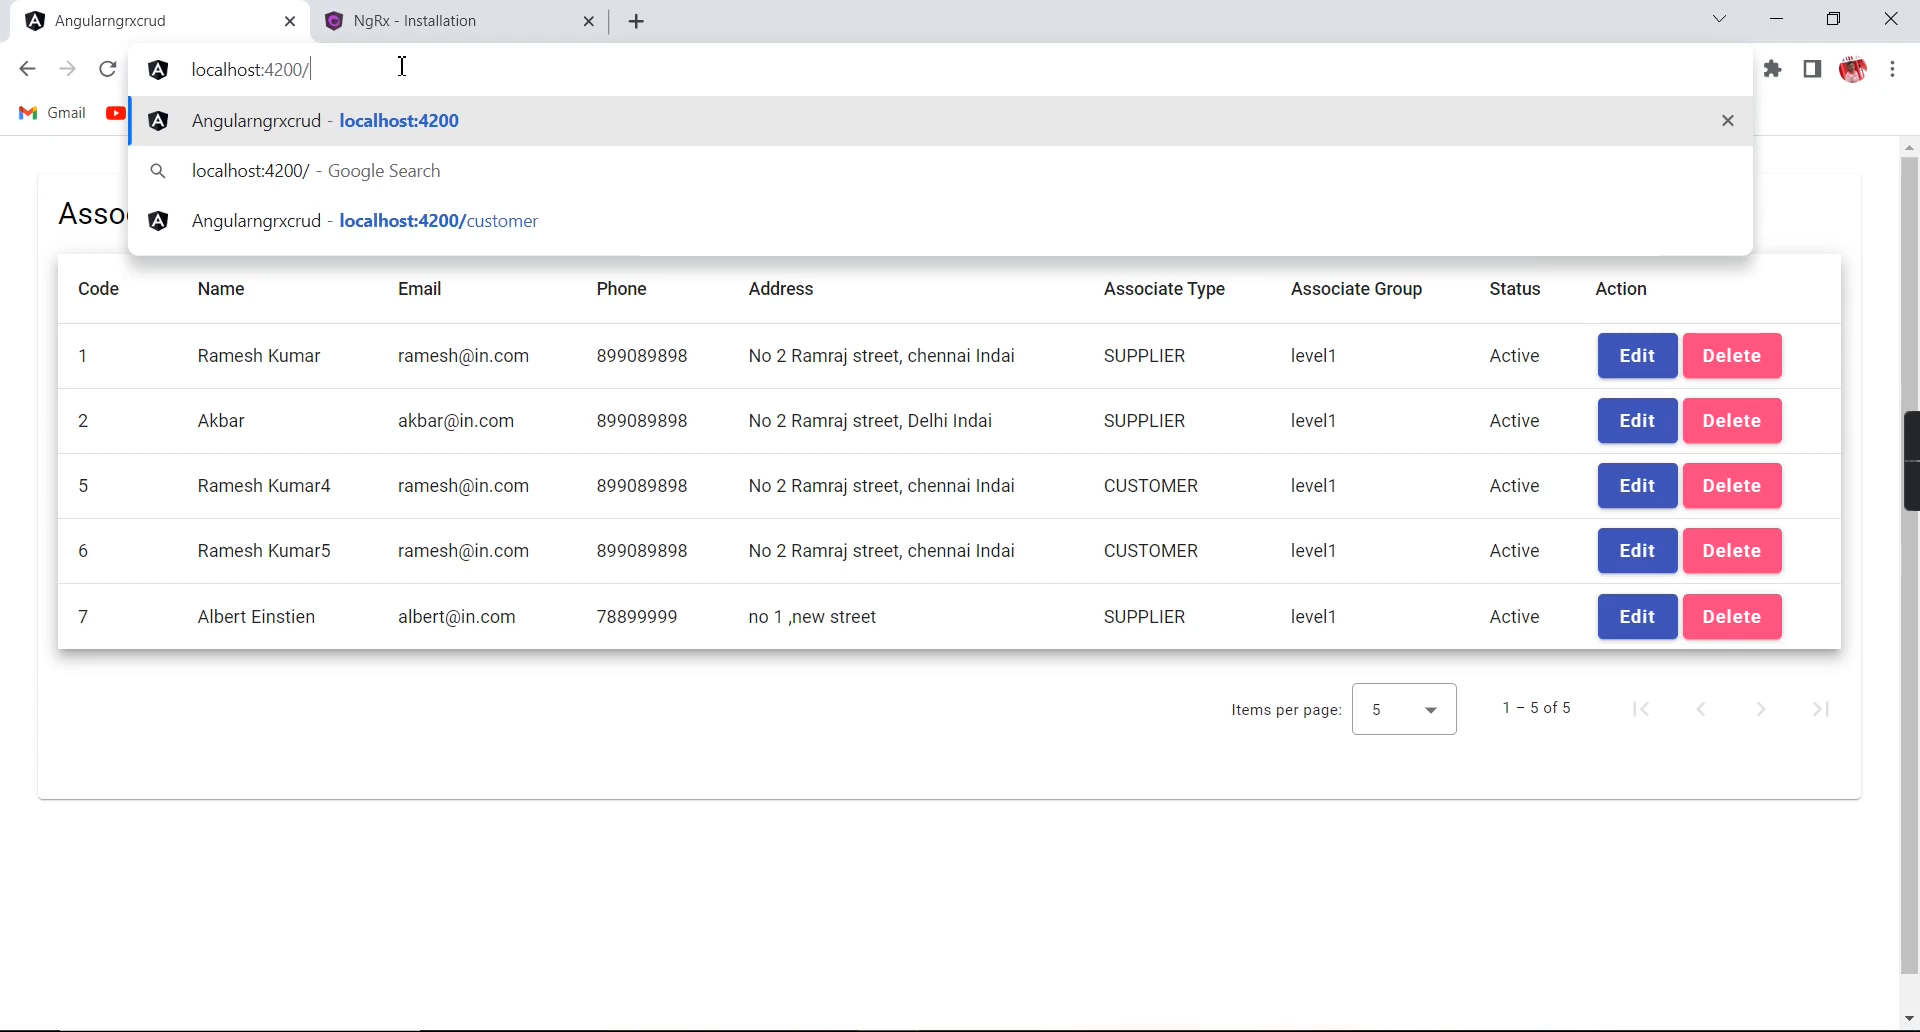 Angularngrxcrud
NgRx - Installation
localhost:4200/
Gmail
Angularngrxcrud - localhost:4200
localhost:4200/ - Google Search
Angularngrxcrud - localhost:4200/customer
Code Name Email Phone Address Associate Type Associate Group Status Action
1 Ramesh Kumar ramesh@in.com 899089898 No 2 Ramraj street, chennai Indai SUPPLIER level1 Active Edit Delete
2 Akbar akbar@in.com 899089898 No 2 Ramraj street, Delhi Indai SUPPLIER level1 Active Edit Delete
5 Ramesh Kumar4 ramesh@in.com 899089898 No 2 Ramraj street, chennai Indai CUSTOMER level1 Active Edit Delete
6 Ramesh Kumar5 ramesh@in.com 899089898 No 2 Ramraj street, chennai Indai CUSTOMER level1 Active Edit Delete
7 Albert Einstien albert@in.com 78899999 no 1 ,new street SUPPLIER level1 Active Edit Delete
Items per page: 5 1 – 5 of 5